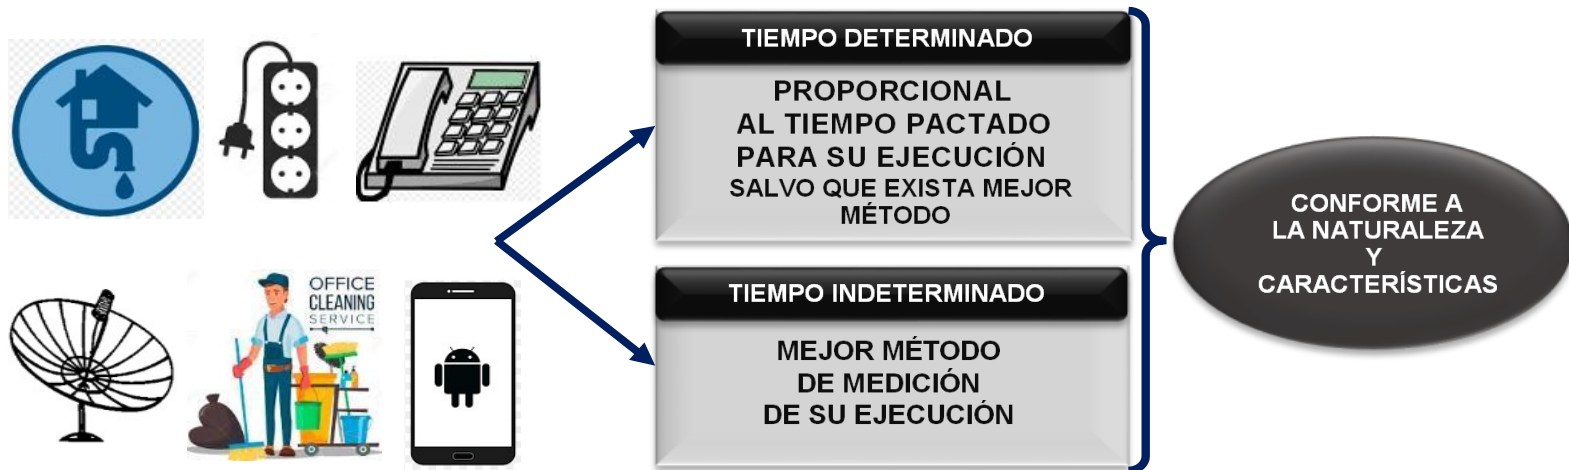 TIEMPO DETERMINADO
PROPORCIONAL
AL TIEMPO PACTADO
PARA SU EJECUCIÓN
SALVO QUE EXISTA MEJOR
MÉTODO
OFFICE
CLEANING
SERVICE
TIEMPO INDETERMINADO
MEJOR MÉTODO
DE MEDICIÓN
DE SU EJECUCIÓN
CONFORME A
LA NATURALEZA
Y
CARACTERÍSTICAS